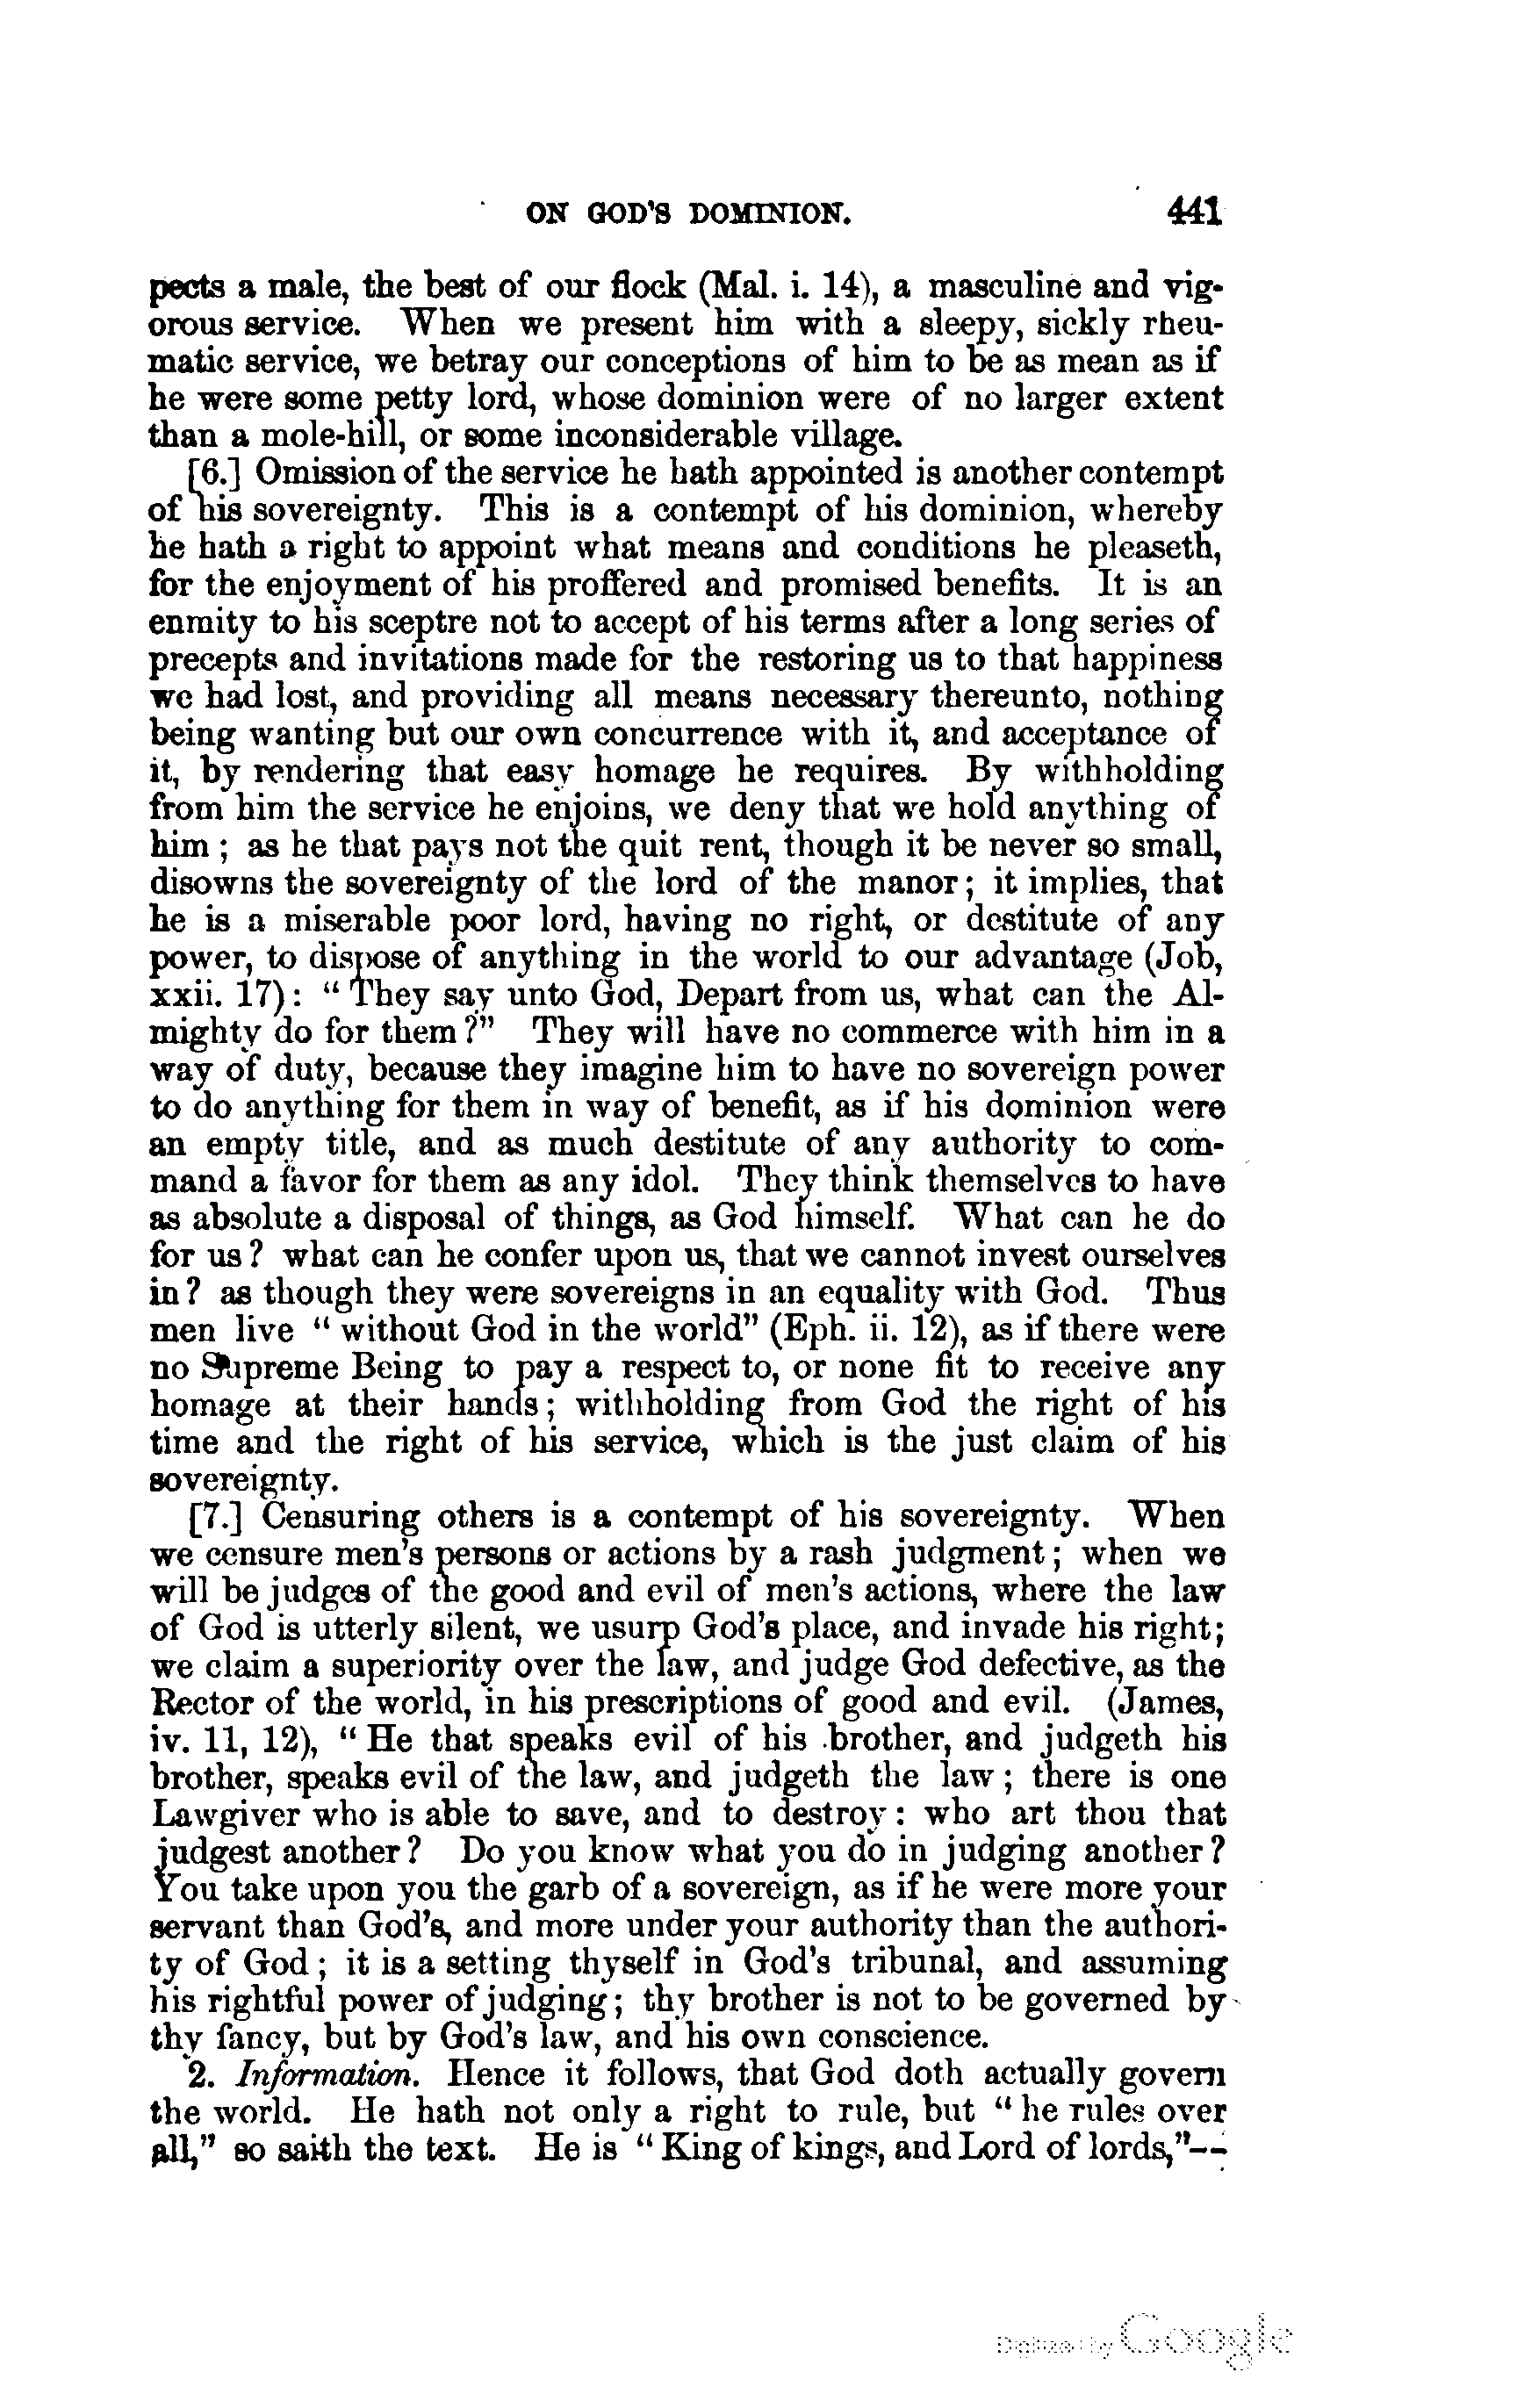 ON GOD'S DOMINION. 441
pects a male, the best of our flock (Mal. i. 14), a masculine and vig-
orous service. When we present him with a sleepy, sickly rheu-
matic service, we betray our conceptions of him to be as mean as if
he were some petty lord, whose dominion were of no larger extent
than a mole-hill, or some inconsiderable village.
[6.] Omission of the service he hath appointed is another contempt
of his sovereignty. This is a contempt of his dominion, whereby
he hath a right to appoint what means and conditions he pleaseth,
for the enjoyment of his proffered and promised benefits. It is an
enmity to his sceptre not to accept of his terms after a long series of
precepts and invitations made for the restoring us to that happiness
we had lost, and providing all means necessary thereunto, nothing
being wanting but our own concurrence with it, and acceptance of
it, by rendering that easy homage he requires. By withholding
from him the service he enjoins, we deny that we hold anything of
him; as he that pays not the quit rent, though it be never so small,
disowns the sovereignty of the lord of the manor; it implies, that
he is a miserable poor lord, having no right, or destitute of any
power, to dispose of anything in the world to our advantage (Job,
xxii. 17): "They say unto God, Depart from us, what can the Al-
mighty do for them?" They will have no commerce with him in a
way of duty, because they imagine him to have no sovereign power
to do anything for them in way of benefit, as if his dominion were
an empty title, and as much destitute of any authority to com-
mand a favor for them as any idol. They think themselves to have
as absolute a disposal of things, as God himself. What can he do
for us? what can he confer upon us, that we cannot invest ourselves
in? as though they were sovereigns in an equality with God. Thus
men live "without God in the world" (Eph. ii. 12), as if there were
no Supreme Being to pay a respect to, or none fit to receive any
homage at their hands; withholding from God the right of his
time and the right of his service, which is the just claim of his
sovereignty.
[7.] Censuring others is a contempt of his sovereignty. When
we censure men's persons or actions by a rash judgment; when we
will be judges of the good and evil of men's actions, where the law
of God is utterly silent, we usurp God's place, and invade his right;
we claim a superiority over the law, and judge God defective, as the
Rector of the world, in his prescriptions of good and evil. (James,
iv. 11, 12), "He that speaks evil of his brother, and judgeth his
brother, speaks evil of the law, and judgeth the law; there is one
Lawgiver who is able to save, and to destroy: who art thou that
judgest another? Do you know what you do in judging another?
You take upon you the garb of a sovereign, as if he were more your
servant than God's, and more under your authority than the authori-
ty of God; it is a setting thyself in God's tribunal, and assuming
his rightful power of judging; thy brother is not to be governed by
thy fancy, but by God's law, and his own conscience.
2. Information. Hence it follows, that God doth actually govern
the world. He hath not only a right to rule, but "he rules over
all," so saith the text. He is "King of kings, and Lord of lords,"—
Digitized by Google